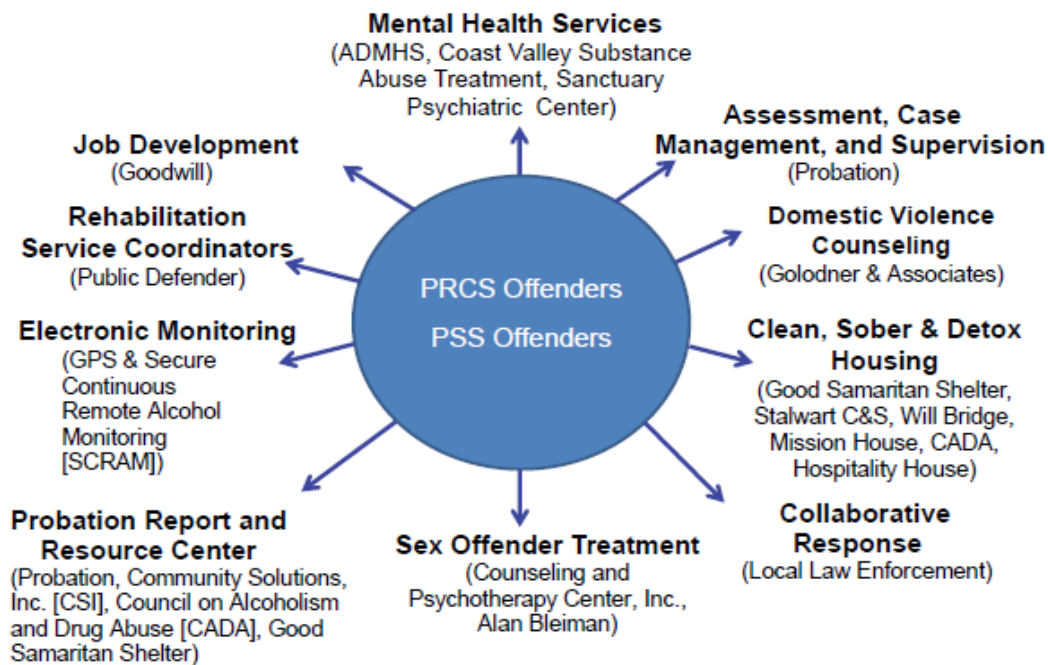 Mental Health Services
(ADMHS, Coast Valley Substance
Abuse Treatment, Sanctuary
Psychiatric Center)
Assessment, Case
Management, and Supervision
(Probation)
Domestic Violence
Counseling
(Golodner & Associates)
Clean, Sober & Detox
Housing
(Good Samaritan Shelter,
Stalwart C&S, Will Bridge,
Mission House, CADA,
Hospitality House)
Collaborative
Response
(Local Law Enforcement)
Sex Offender Treatment
(Counseling and
Psychotherapy Center, Inc.,
Alan Bleiman)
Probation Report and
Resource Center
(Probation, Community Solutions,
Inc. [CSI], Council on Alcoholism
and Drug Abuse [CADA], Good
Samaritan Shelter)
Electronic Monitoring
(GPS & Secure
Continuous
Remote Alcohol
Monitoring
[SCRAM])
Rehabilitation
Service Coordinators
(Public Defender)
Job Development
(Goodwill)
PRCS Offenders
PSS Offenders